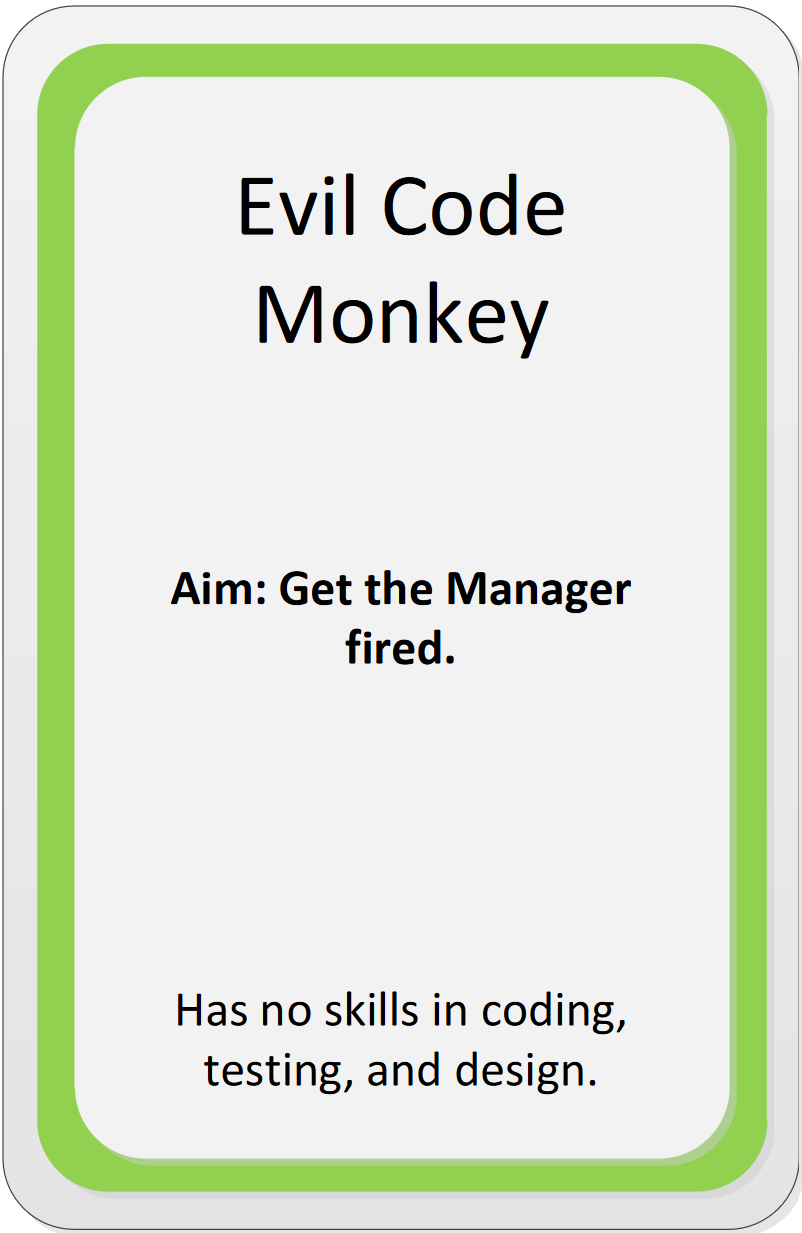 Evil Code
Monkey
Aim: Get the Manager
fired.
Has no skills in coding,
testing, and design.